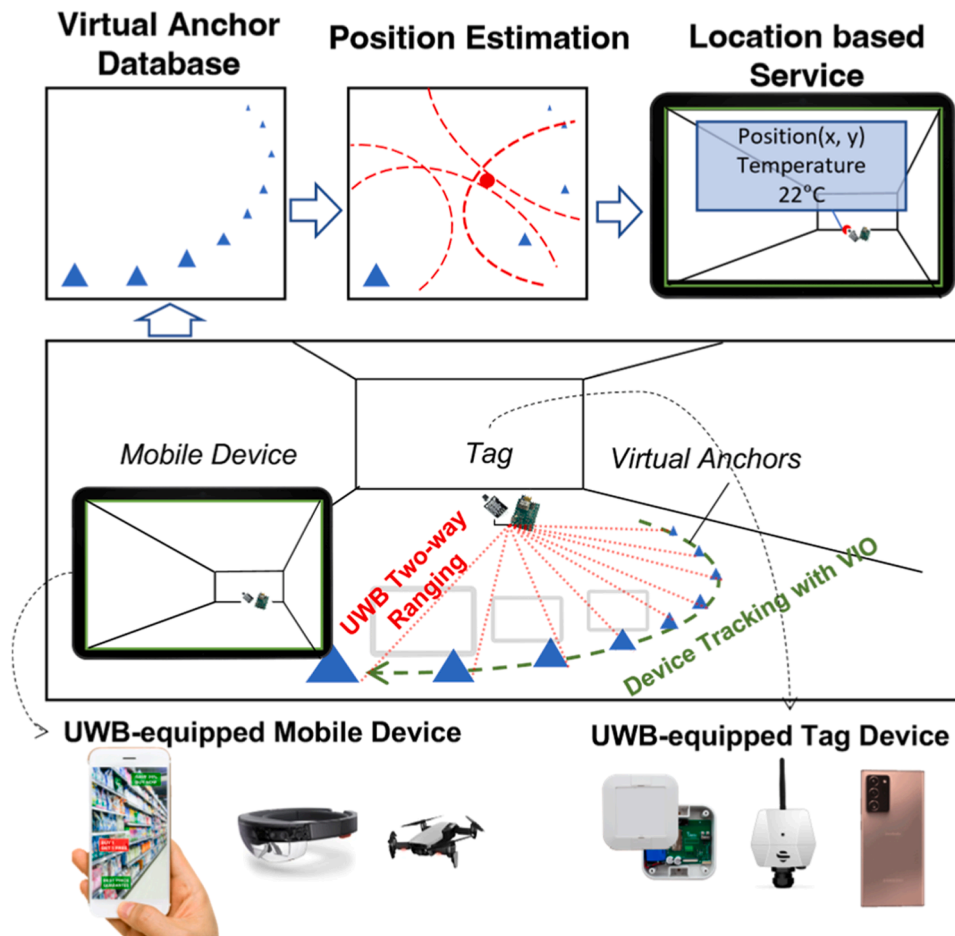 Virtual Anchor
Database
Position Estimation
Location based
Service
Position(x, y)
Temperature
22°C
Mobile Device
Tag
Virtual Anchors
UWB Two-way
Ranging
Device Tracking with VIO
UWB-equipped Mobile Device
UWB-equipped Tag Device